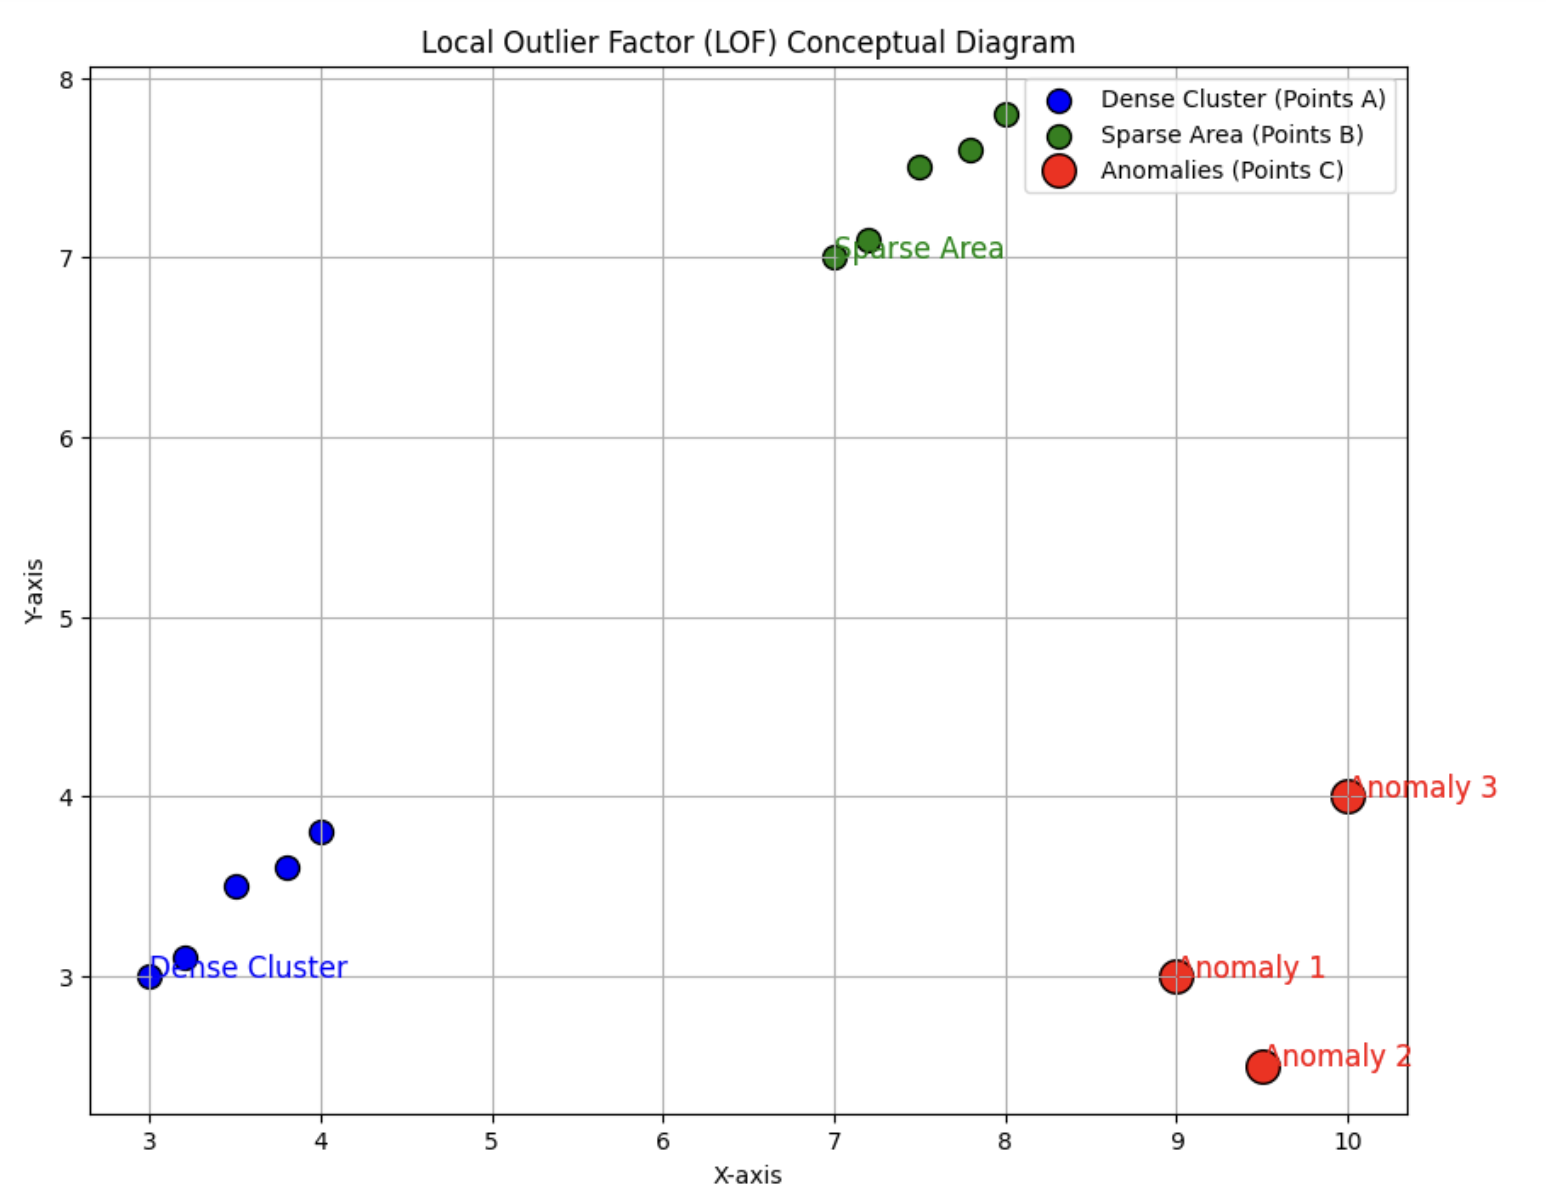 Local Outlier Factor (LOF) Conceptual Diagram
Dense Cluster (Points A)
Sparse Area (Points B)
Anomalies (Points C)
8
7
6
5
4
3
Y-axis
Sparse Area
Anomaly 3
Dense Cluster
Anomaly 1
Anomaly 2
3 4 5 6 7 8 9 10
X-axis